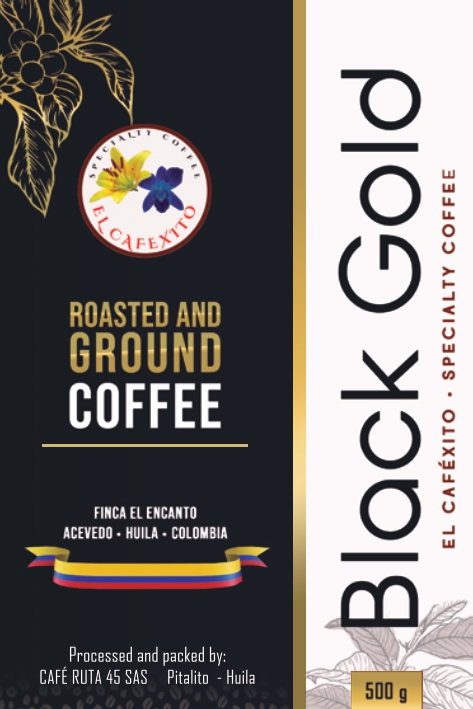 SPECIALTY COFFEE
EL CAFEXITO
ROASTED AND
GROUND
COFFEE
FINCA EL ENCANTO
ACEVEDO • HUILA • COLOMBIA
Processed and packed by:
CAFÉ RUTA 45 SAS Pitalito - Huila
Black Gold
EL CAFÉXITO • SPECIALTY COFFEE
500 g